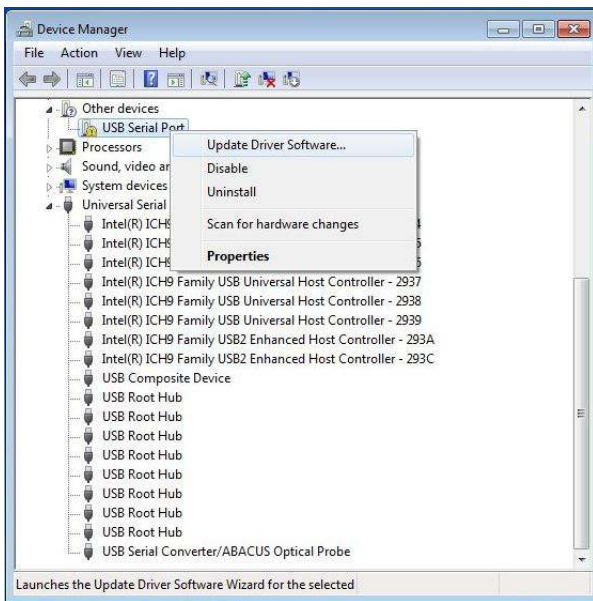 Device Manager
File Action View Help
Other devices
USB Serial Port
Update Driver Software...
Processors
Sound, video ar
Disable
System devices
Uninstall
Universal Serial
Intel(R) ICH9
Scan for hardware changes
Intel(R) ICH9
Intel(R) ICH9
Properties
Intel(R) ICH9 Family USB Universal Host Controller - 2937
Intel(R) ICH9 Family USB Universal Host Controller - 2938
Intel(R) ICH9 Family USB Universal Host Controller - 2939
Intel(R) ICH9 Family USB2 Enhanced Host Controller - 293A
Intel(R) ICH9 Family USB2 Enhanced Host Controller - 293C
USB Composite Device
USB Root Hub
USB Root Hub
USB Root Hub
USB Root Hub
USB Root Hub
USB Root Hub
USB Root Hub
USB Root Hub
USB Serial Converter/ABACUS Optical Probe
Launches the Update Driver Software Wizard for the selected